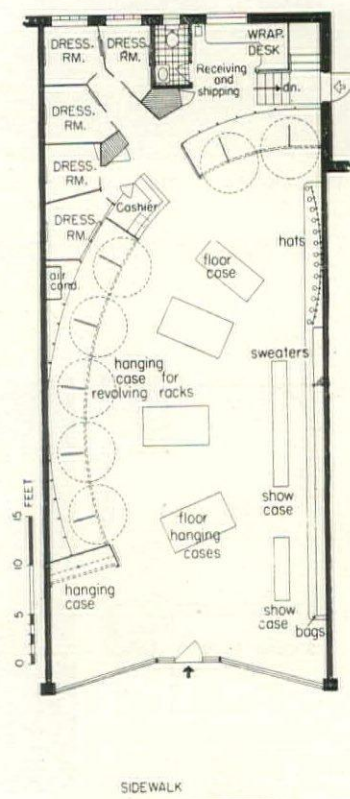 DRESS. RM.
DRESS. RM.
WRAP. DESK
Receiving and shipping
dn.
DRESS. RM.
DRESS. RM.
DRESS. RM.
Cashier
air cond.
floor case
hats
sweaters
hanging case for
revolving racks
show case
floor hanging cases
hanging case
show case
bags
FEET
15
10
5
0
SIDEWALK